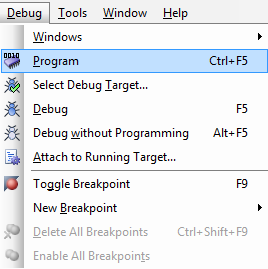 Debug Tools Window Help
Windows
0010
Program Ctrl+F5
Select Debug Target...
Debug F5
Debug without Programming Alt+F5
Attach to Running Target...
Toggle Breakpoint F9
New Breakpoint
Delete All Breakpoints Ctrl+Shift+F9
Enable All Breakpoints